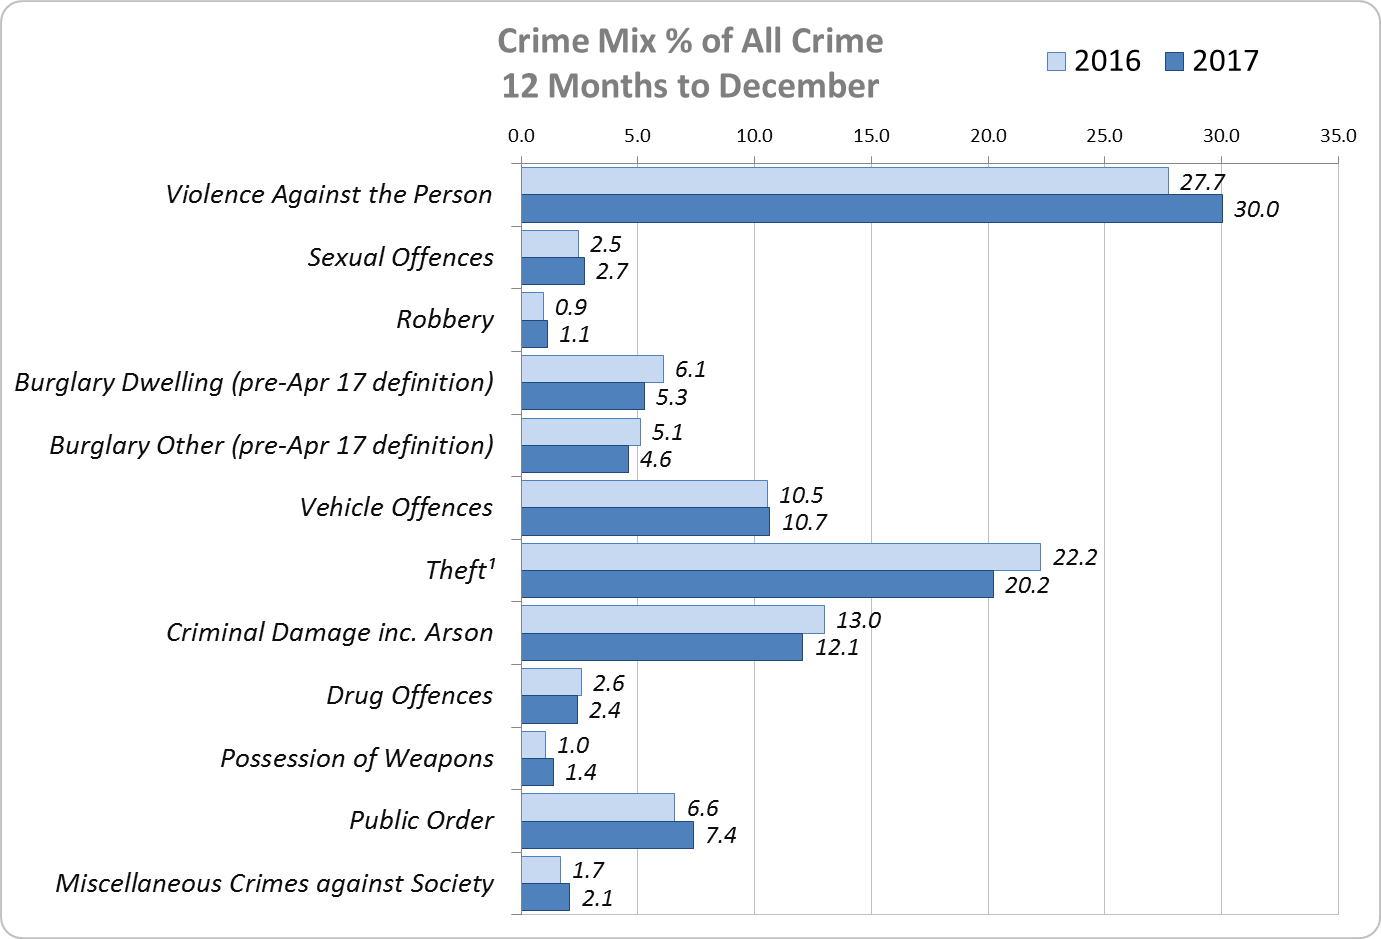 Crime Mix % of All Crime
12 Months to December
2016 2017
0.0 5.0 10.0 15.0 20.0 25.0 30.0 35.0
Violence Against the Person 27.7
30.0
Sexual Offences 2.5
2.7
Robbery 0.9
1.1
Burglary Dwelling (pre-Apr 17 definition) 6.1
5.3
Burglary Other (pre-Apr 17 definition) 5.1
4.6
Vehicle Offences 10.5
10.7
Theft¹ 22.2
20.2
Criminal Damage inc. Arson 13.0
12.1
Drug Offences 2.6
2.4
Possession of Weapons 1.0
1.4
Public Order 6.6
7.4
Miscellaneous Crimes against Society 1.7
2.1